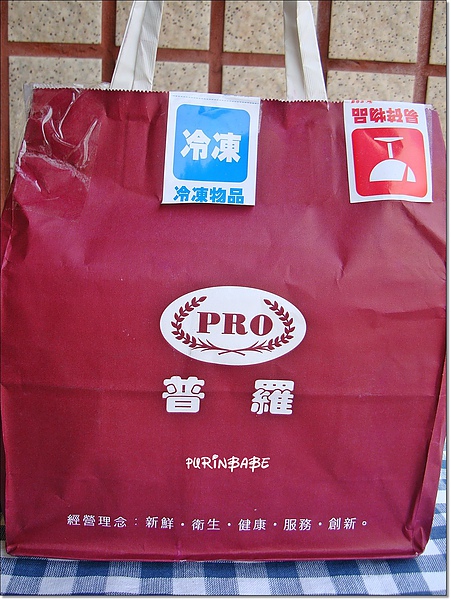 冷凍
冷凍物品
易碎物品
PRO
普羅
PURiNBABE
經營理念：新鮮・衛生・健康・服務・創新。